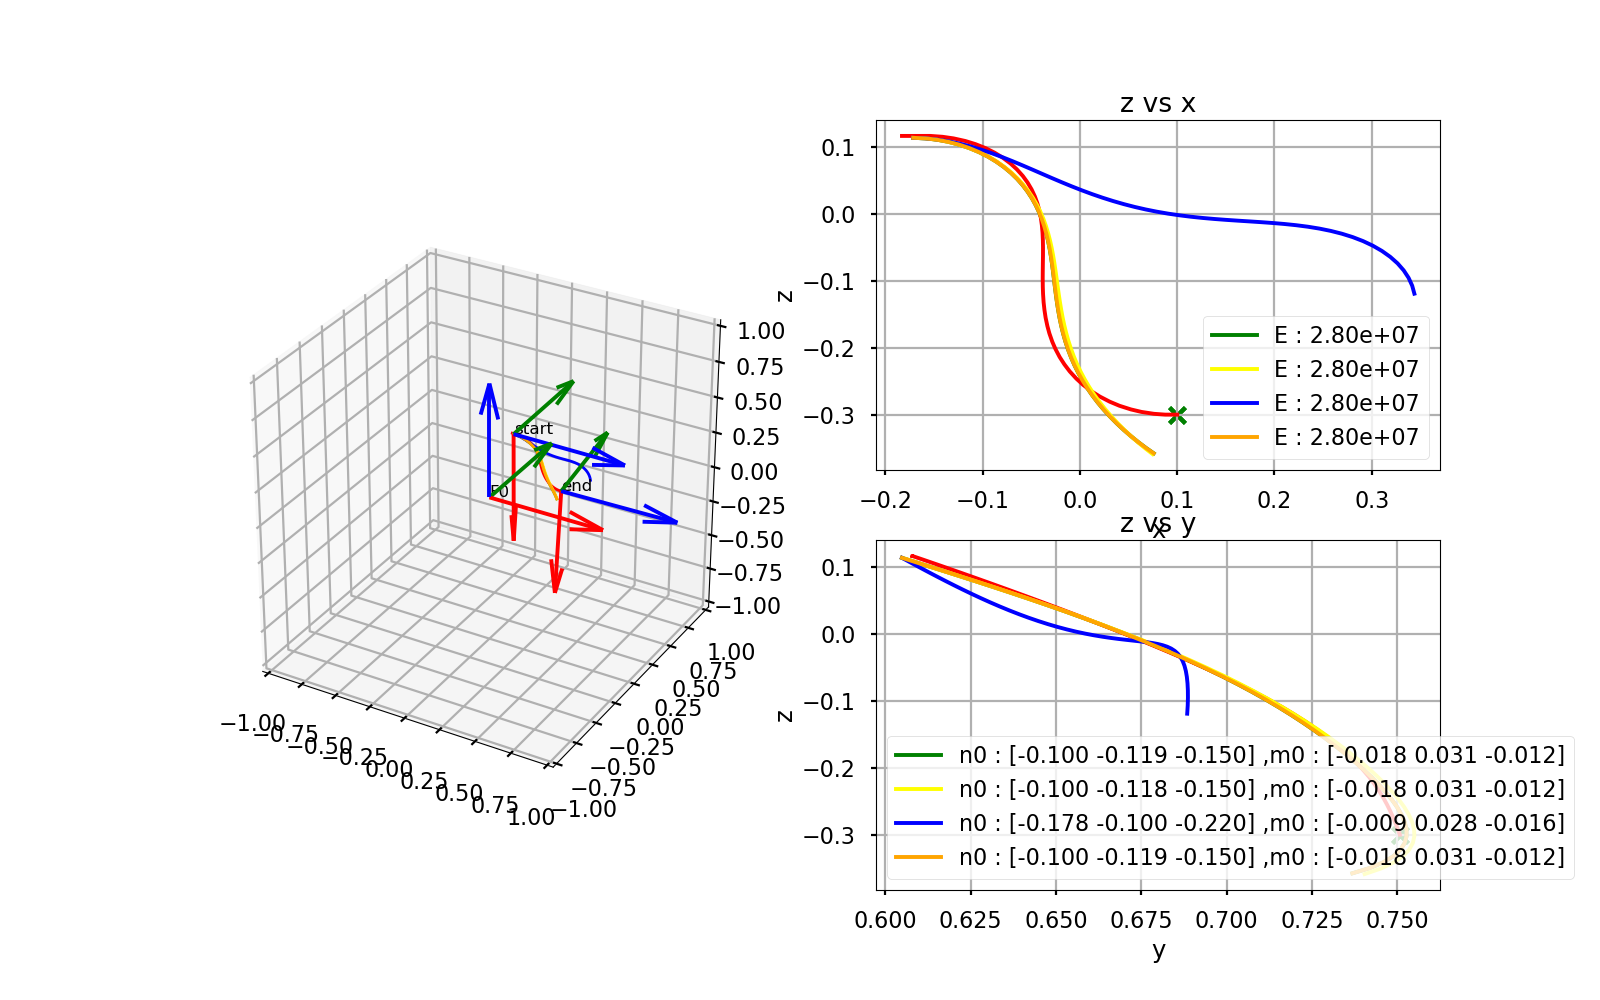 start
F0
end
z
1.00
0.75
0.50
0.25
0.00
−0.25
−0.50
−0.75
−1.00
1.00
0.75
0.50
0.25
0.00
−0.25
−0.50
−0.75
−1.00
−1.00
−0.75
−0.50
−0.25
0.00
0.25
0.50
0.75
1.00
z vs x
0.1
0.0
−0.1
−0.2
−0.3
E : 2.80e+07
E : 2.80e+07
E : 2.80e+07
E : 2.80e+07
−0.2 −0.1 0.0 0.1 0.2 0.3
x
z vs y
z
0.1
0.0
−0.1
−0.2
−0.3
n0 : [-0.100 -0.119 -0.150] ,m0 : [-0.018 0.031 -0.012]
n0 : [-0.100 -0.118 -0.150] ,m0 : [-0.018 0.031 -0.012]
n0 : [-0.178 -0.100 -0.220] ,m0 : [-0.009 0.028 -0.016]
n0 : [-0.100 -0.119 -0.150] ,m0 : [-0.018 0.031 -0.012]
0.600 0.625 0.650 0.675 0.700 0.725 0.750
y